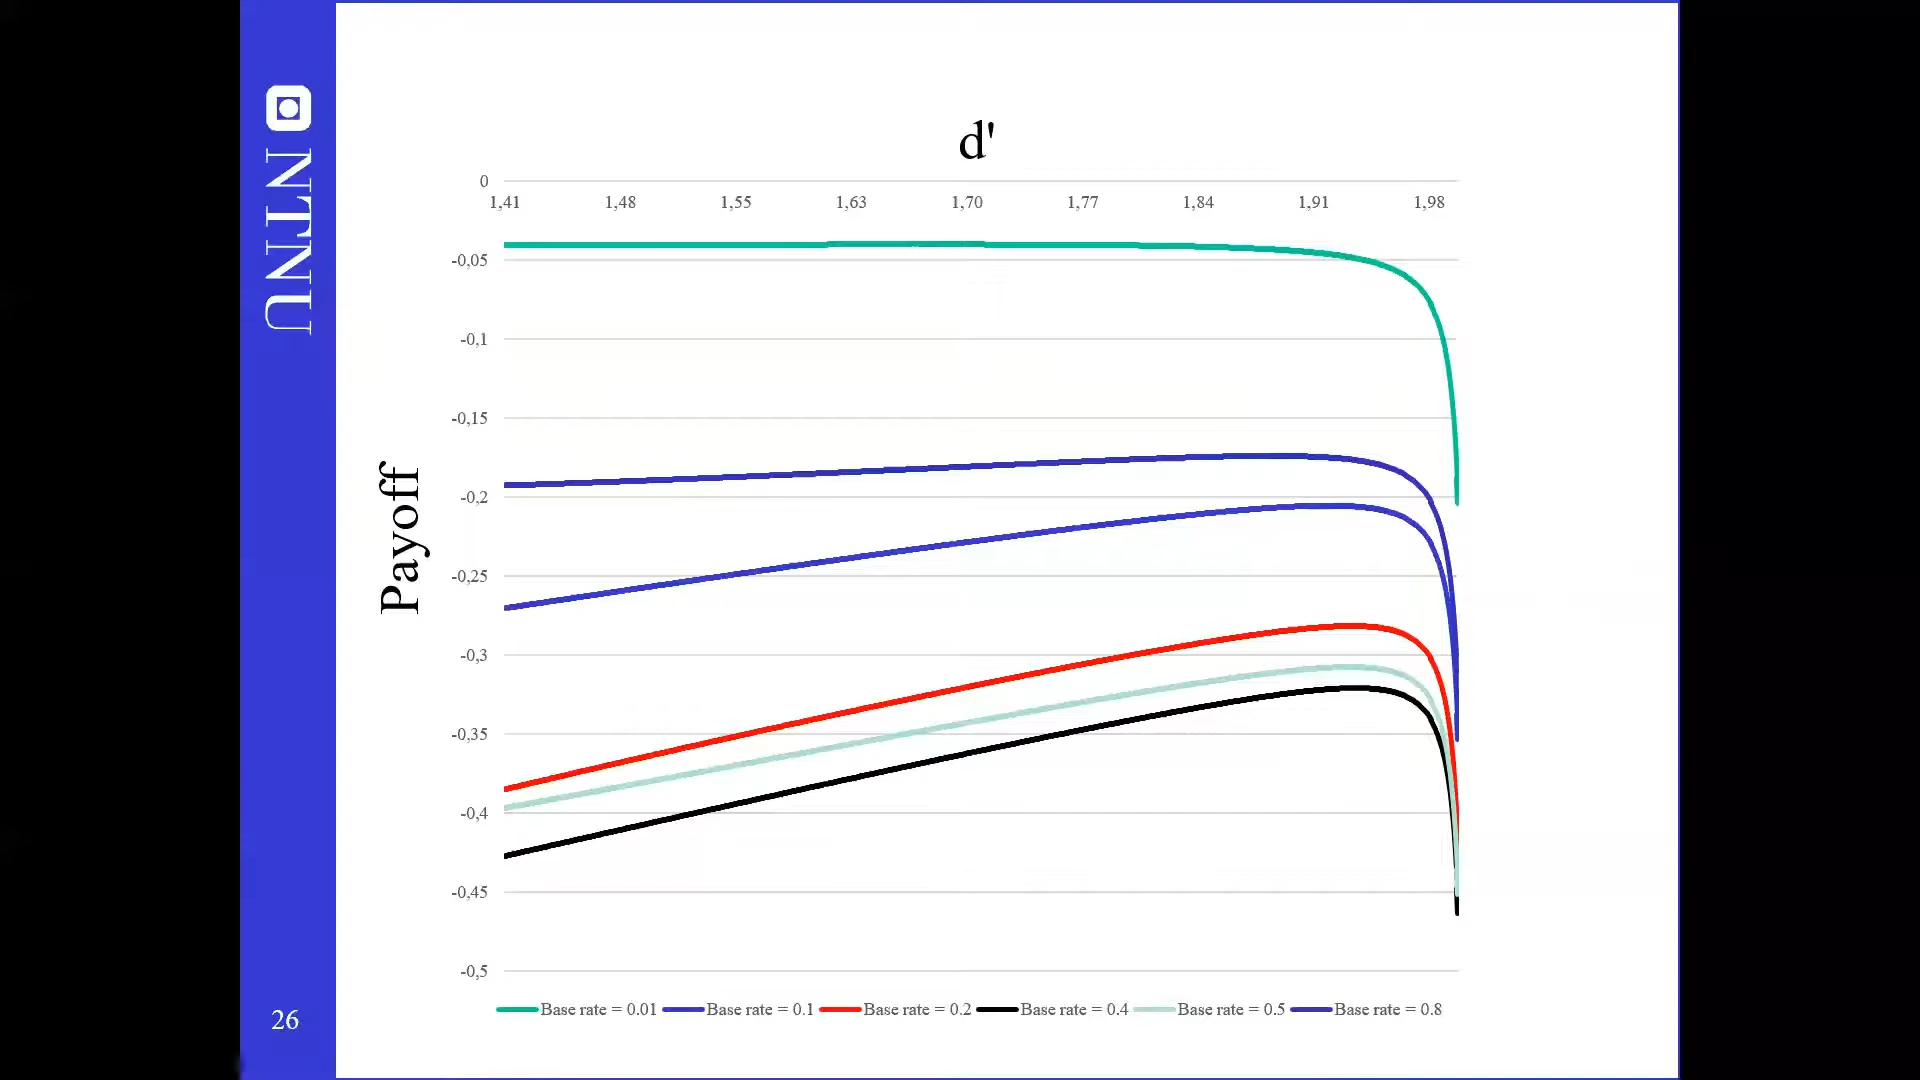 NTNU
d'
0
1,41 1,48 1,55 1,63 1,70 1,77 1,84 1,91 1,98
-0,05
-0,1
-0,15
-0,2
-0,25
-0,3
-0,35
-0,4
-0,45
-0,5
Payoff
Base rate = 0.01 Base rate = 0.1 Base rate = 0.2 Base rate = 0.4 Base rate = 0.5 Base rate = 0.8
26